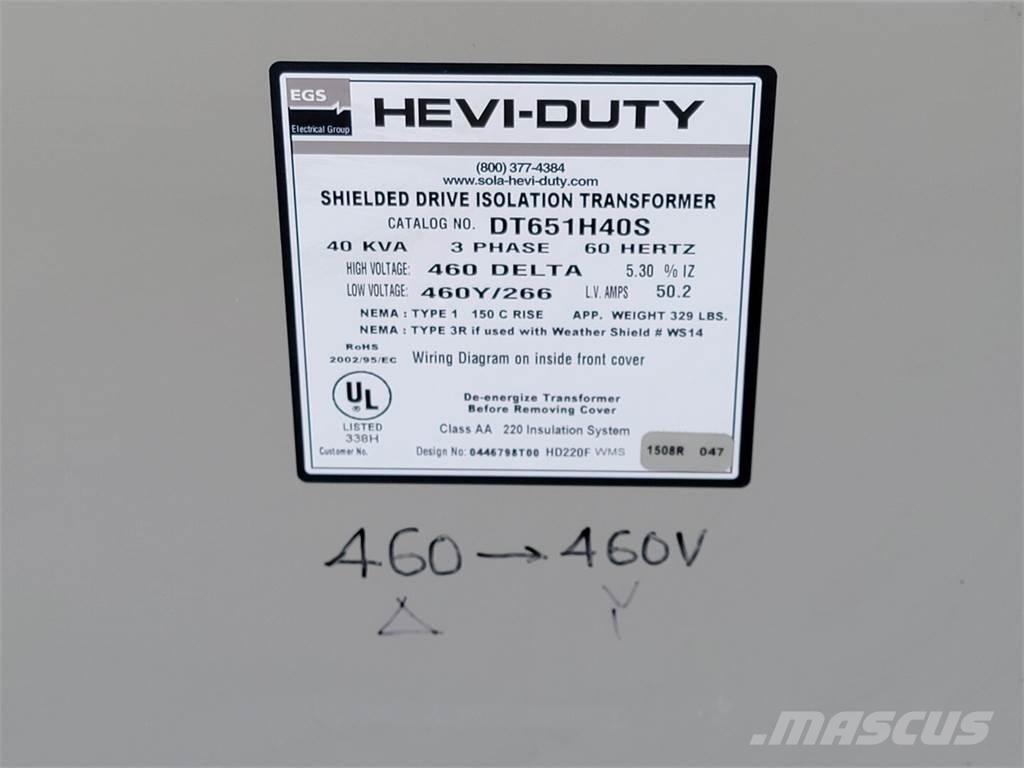 EGS
Electrical Group
HEVI-DUTY
(800) 377-4384
www.sola-hevi-duty.com
SHIELDED DRIVE ISOLATION TRANSFORMER
CATALOG NO. DT651H40S
40 KVA 3 PHASE 60 HERTZ
HIGH VOLTAGE: 460 DELTA 5.30 % IZ
LOW VOLTAGE: 460Y/266 L.V. AMPS 50.2
NEMA : TYPE 1 150 C RISE APP. WEIGHT 329 LBS.
NEMA : TYPE 3R if used with Weather Shield # WS14
RoHS
2002/95/EC Wiring Diagram on inside front cover
UL
®
LISTED
338H
De-energize Transformer
Before Removing Cover
Class AA 220 Insulation System
Customer No. Design No: 0446798T00 HD220F WMS 1508R 047
460 → 460V
Δ Y
.MASCUS